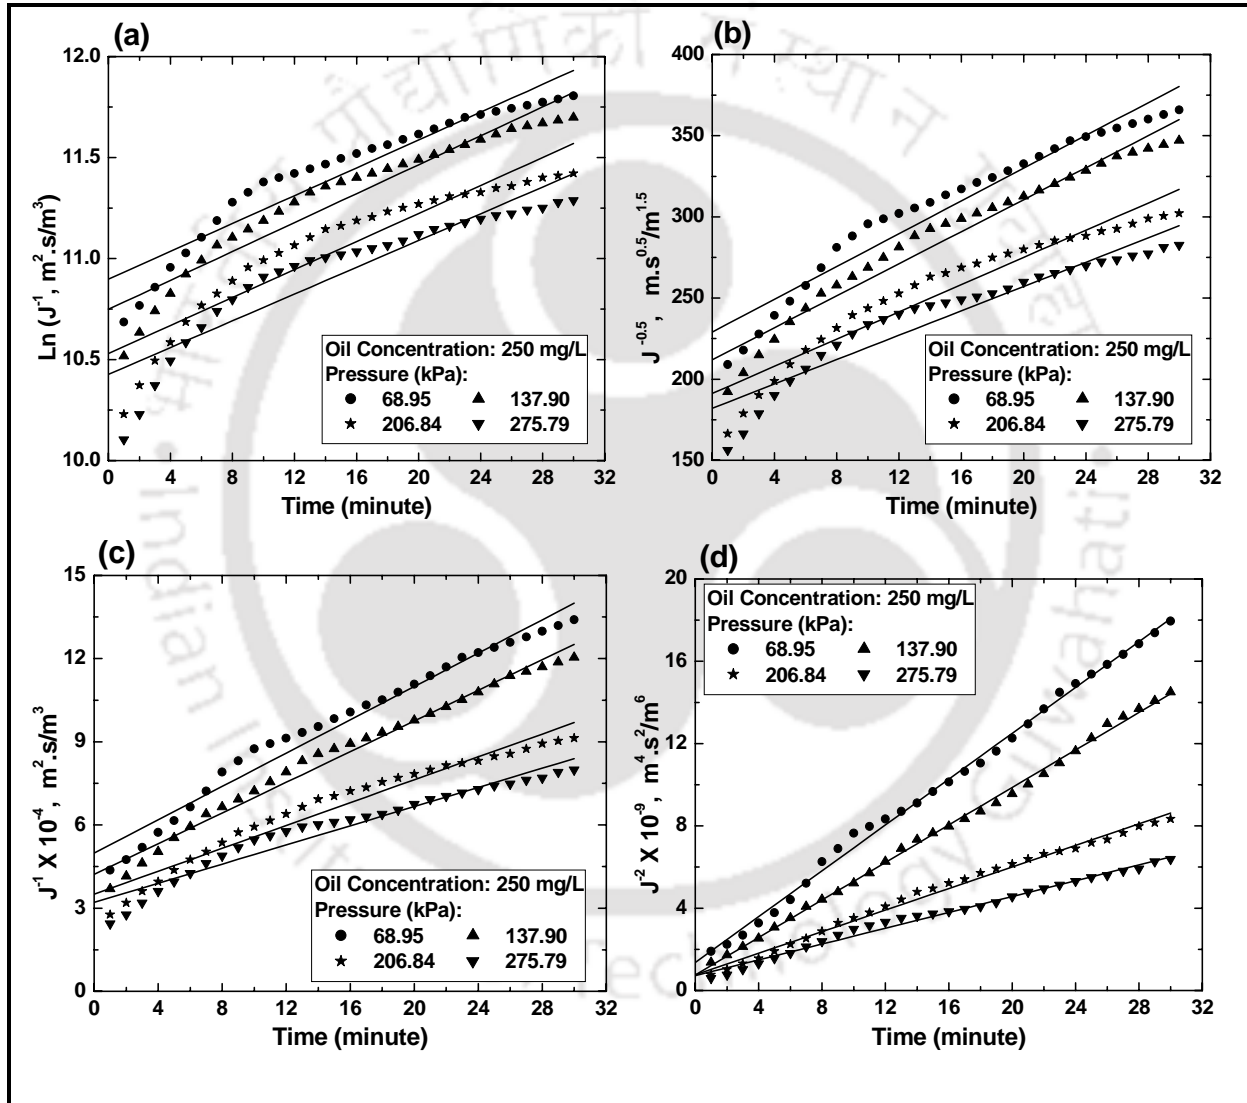 (a)
12.0
11.5
11.0
10.5
10.0
Ln (J⁻¹, m².s/m³)
Oil Concentration: 250 mg/L
Pressure (kPa):
68.95 137.90
206.84 275.79
0 4 8 12 16 20 24 28 32
Time (minute)
(b)
400
350
300
250
200
150
J⁻⁰·⁵, m.s⁰·⁵/m¹·⁵
Oil Concentration: 250 mg/L
Pressure (kPa):
68.95 137.90
206.84 275.79
0 4 8 12 16 20 24 28 32
Time (minute)
(c)
15
12
9
6
3
0
J⁻¹ X 10⁻⁴, m².s/m³
Oil Concentration: 250 mg/L
Pressure (kPa):
68.95 137.90
206.84 275.79
0 4 8 12 16 20 24 28 32
Time (minute)
(d)
20
16
12
8
4
0
J⁻² X 10⁻⁹, m⁴.s²/m⁶
Oil Concentration: 250 mg/L
Pressure (kPa):
68.95 137.90
206.84 275.79
0 4 8 12 16 20 24 28 32
Time (minute)
Indian Technology Guwahati